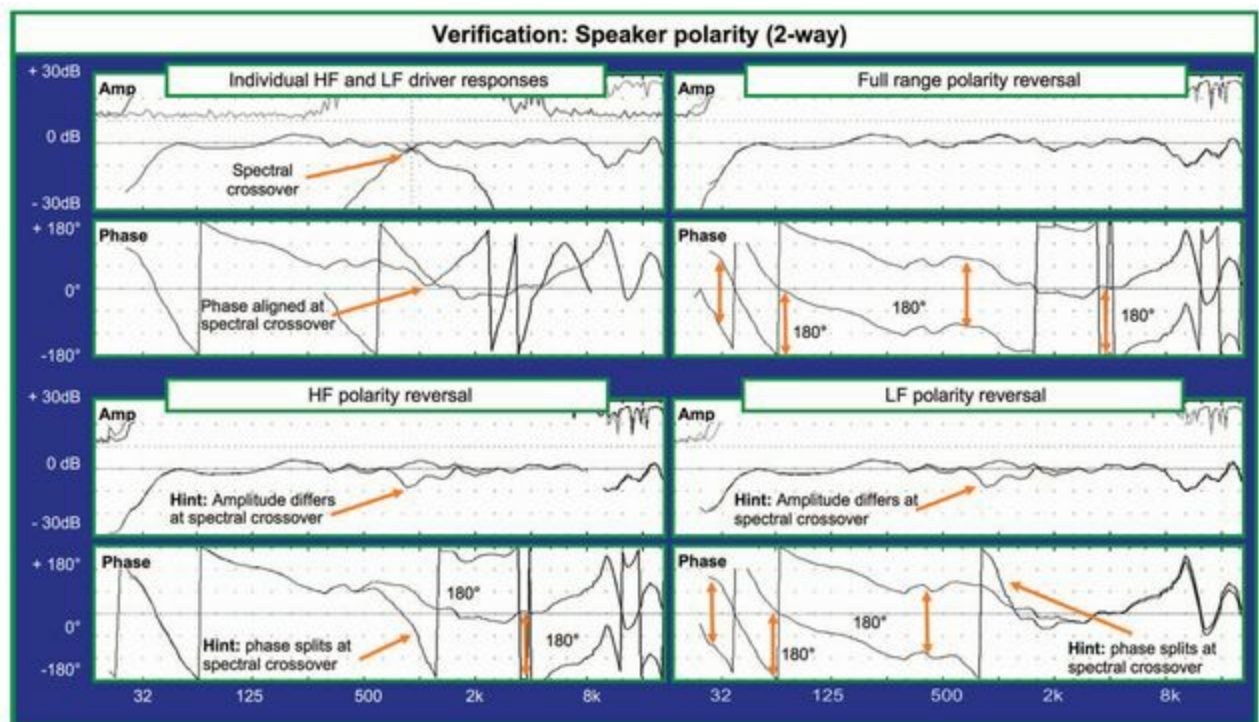 Verification: Speaker polarity (2-way)
Individual HF and LF driver responses
Full range polarity reversal
+ 30dB
0 dB
- 30dB
Amp
Spectral
crossover
Amp
+ 180°
0°
-180°
Phase
Phase aligned at
spectral crossover
Phase
180°
180°
180°
HF polarity reversal
LF polarity reversal
+ 30dB
0 dB
- 30dB
Amp
Hint: Amplitude differs
at spectral crossover
Amp
Hint: Amplitude differs at
spectral crossover
+ 180°
0°
-180°
Phase
180°
180°
Hint: phase splits at
spectral crossover
Phase
180°
180°
Hint: phase splits at
spectral crossover
32 125 500 2k 8k
32 125 500 2k 8k